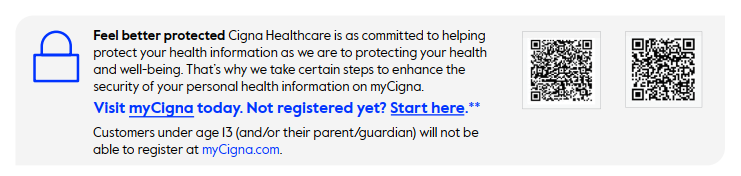 Feel better protected Cigna Healthcare is as committed to helping
protect your health information as we are to protecting your health
and well-being. That's why we take certain steps to enhance the
security of your personal health information on myCigna.
Visit myCigna today. Not registered yet? Start here.**
Customers under age 13 (and/or their parent/guardian) will not be
able to register at myCigna.com.